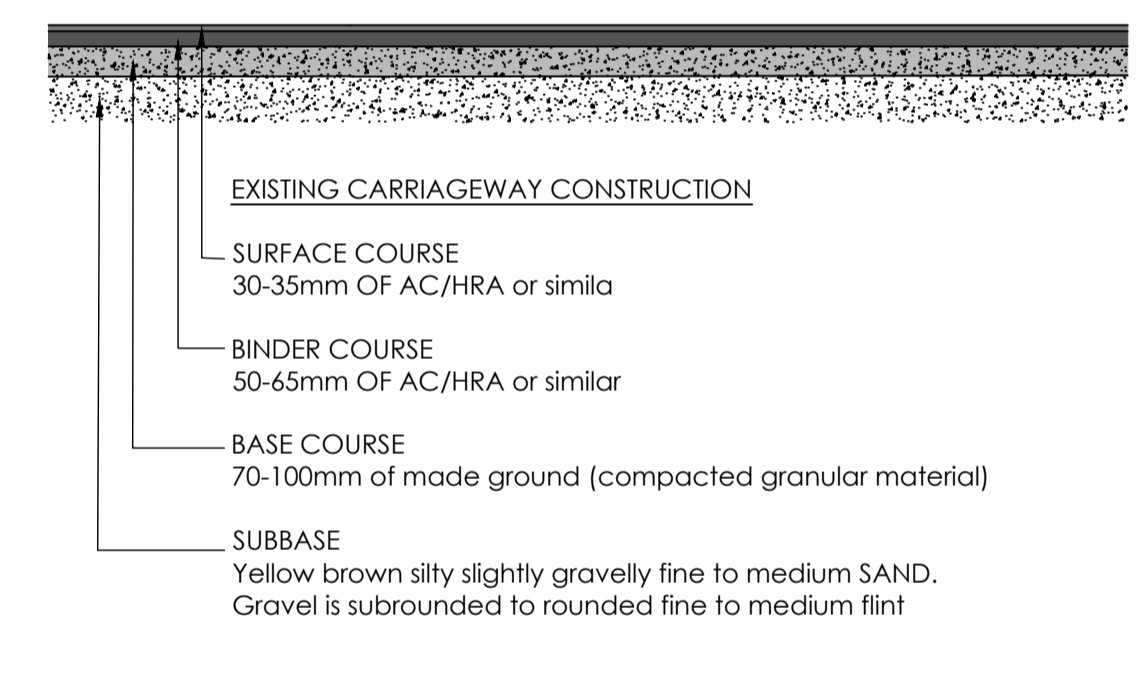 EXISTING CARRIAGEWAY CONSTRUCTION
SURFACE COURSE
30-35mm OF AC/HRA or simila
BINDER COURSE
50-65mm OF AC/HRA or similar
BASE COURSE
70-100mm of made ground (compacted granular material)
SUBBASE
Yellow brown silty slightly gravelly fine to medium SAND.
Gravel is subrounded to rounded fine to medium flint